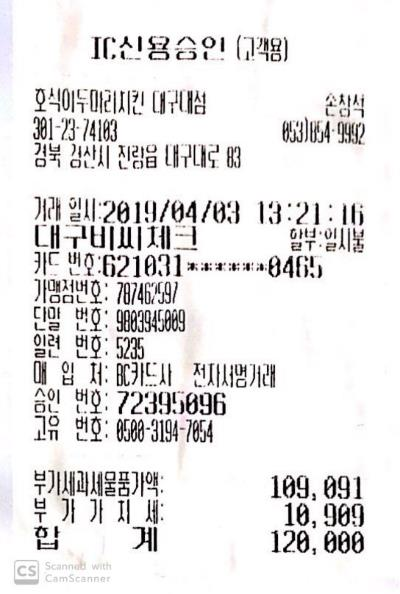 IC신용승인 (고객용)
호식이두마리치킨 대구대점 손창석
301-23-74103 053)854-9992
경북 경산시 진량읍 대구대로 83
거래 일시:2019/04/03 13:21:16
대구비씨체크 할부:일시불
카드 번호:621031******0465
가맹점번호: 787462597
단말 번호: 9803945009
일련 번호: 5235
매 입 처: BC카드사 전자서명거래
승인 번호: 72395096
고유 번호: 0500-3194-7054
부가세과세물품가액: 109,091
부 가 가 치 세: 10,909
합 계 120,000
CS Scanned with
CamScanner